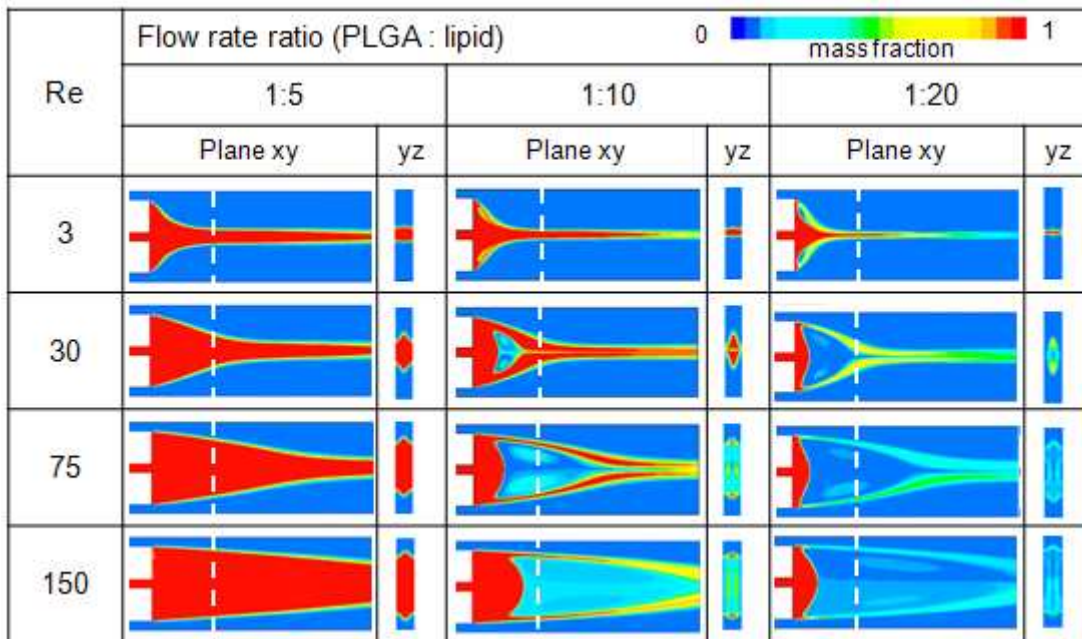 Flow rate ratio (PLGA : lipid) 0 1
mass fraction
Re 1:5 1:10 1:20
Plane xy yz Plane xy yz Plane xy yz
3
30
75
150